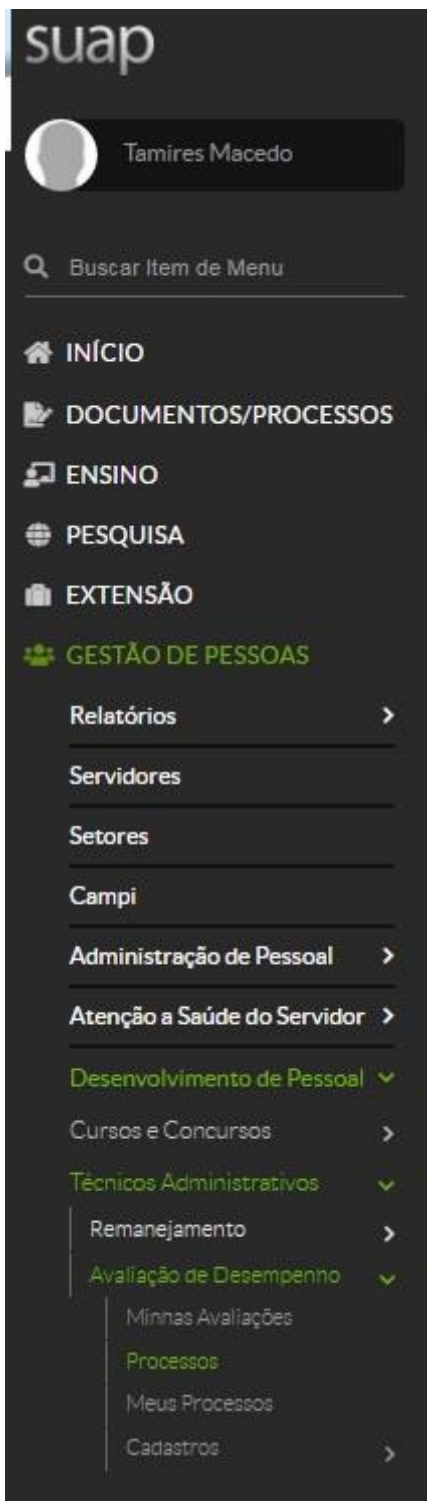 suap
Tamires Macedo
Buscar Item de Menu
INÍCIO
DOCUMENTOS/PROCESSOS
ENSINO
PESQUISA
EXTENSÃO
GESTÃO DE PESSOAS
Relatórios
Servidores
Setores
Campi
Administração de Pessoal
Atenção a Saúde do Servidor
Desenvolvimento de Pessoal
Cursos e Concursos
Técnicos Administrativos
Remanejamento
Avaliação de Desempenho
Minhas Avaliações
Processos
Meus Processos
Cadastros